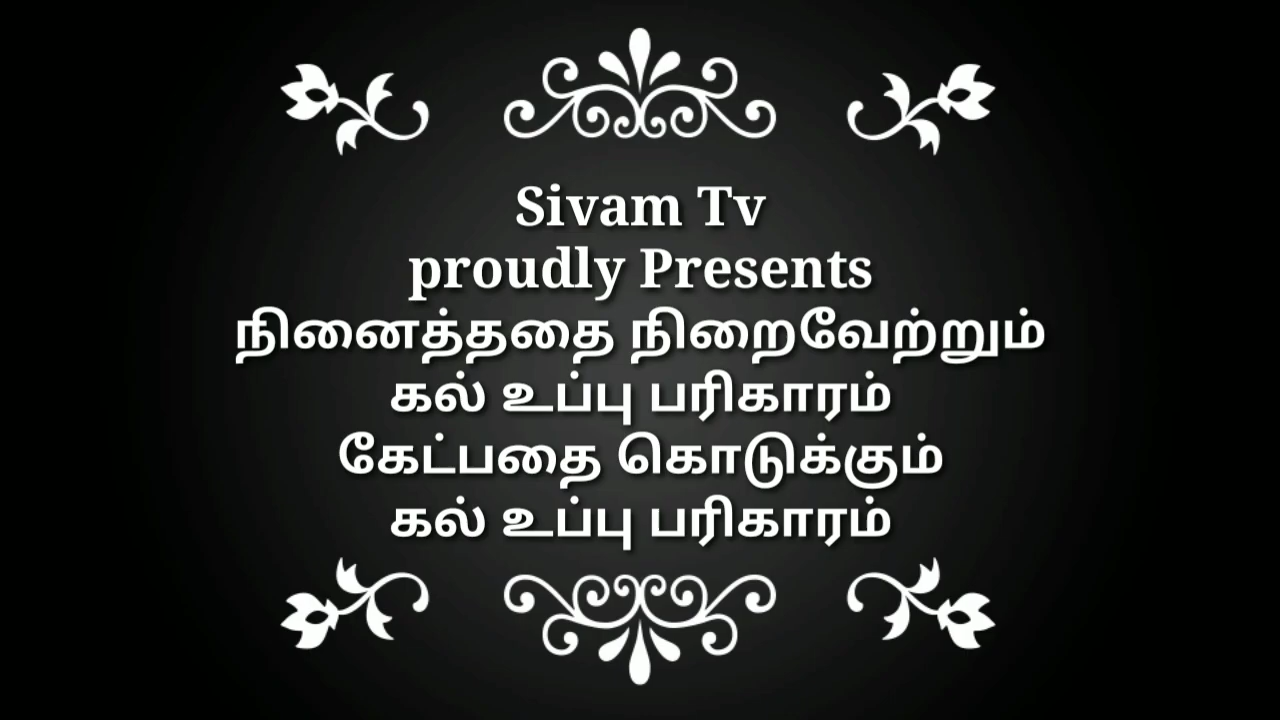 Sivam Tv
proudly Presents
நினைத்ததை நிறைவேற்றும்
கல் உப்பு பரிகாரம்
கேட்பதை கொடுக்கும்
கல் உப்பு பரிகாரம்